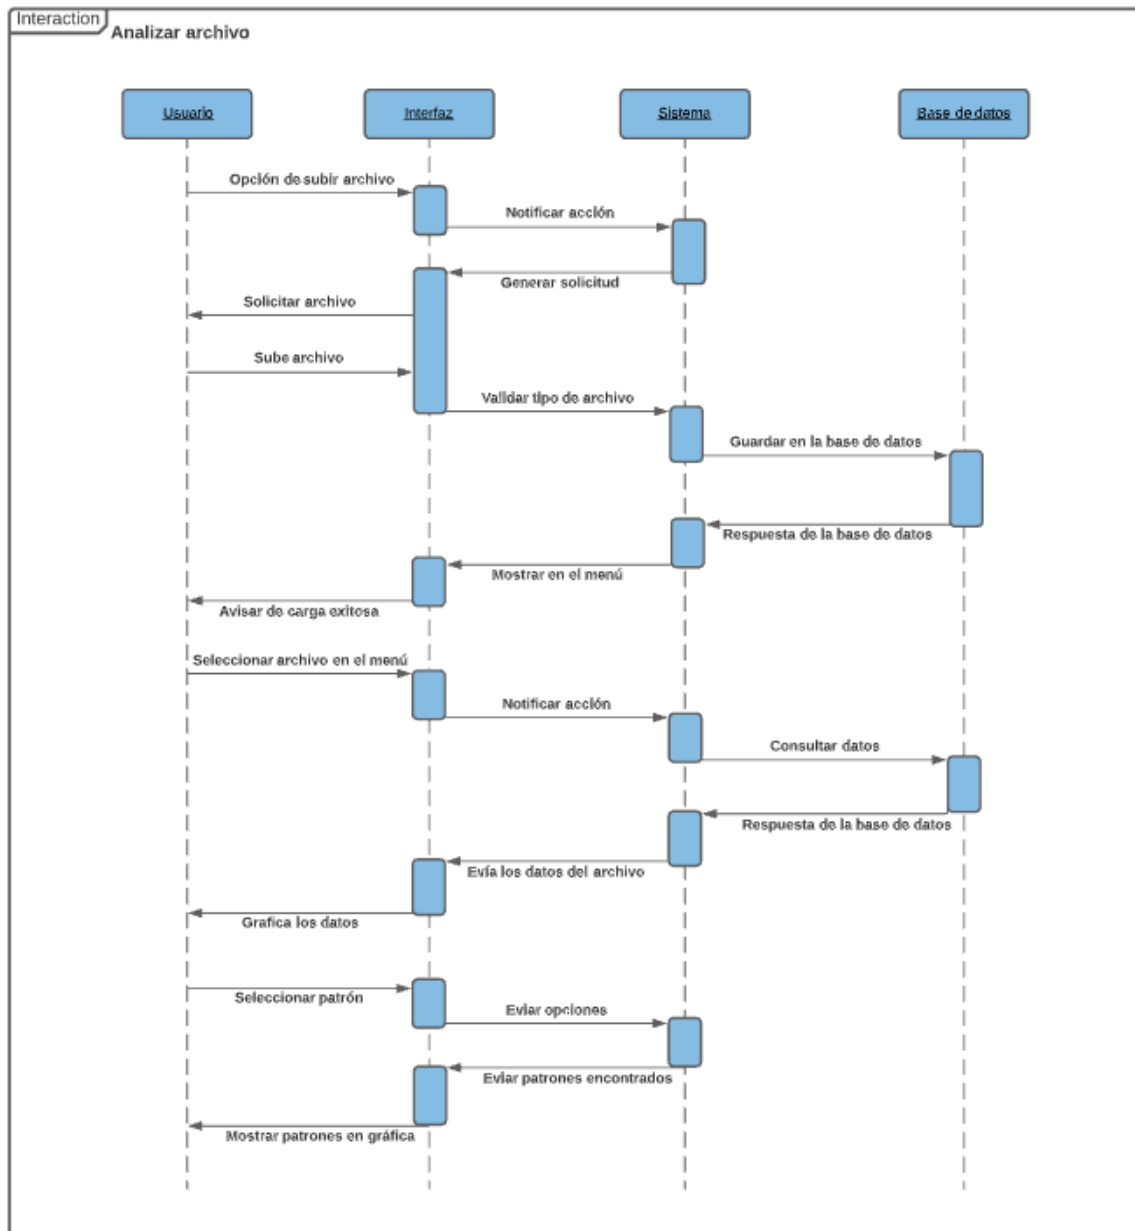 Interaction
Analizar archivo
Usuario
Interfaz
Sistema
Base de datos
Opción de subir archivo
Notificar acción
Generar solicitud
Solicitar archivo
Sube archivo
Validar tipo de archivo
Guardar en la base de datos
Respuesta de la base de datos
Mostrar en el menú
Avisar de carga exitosa
Seleccionar archivo en el menú
Notificar acción
Consultar datos
Respuesta de la base de datos
Evía los datos del archivo
Grafica los datos
Seleccionar patrón
Eviar opciones
Eviar patrones encontrados
Mostrar patrones en gráfica